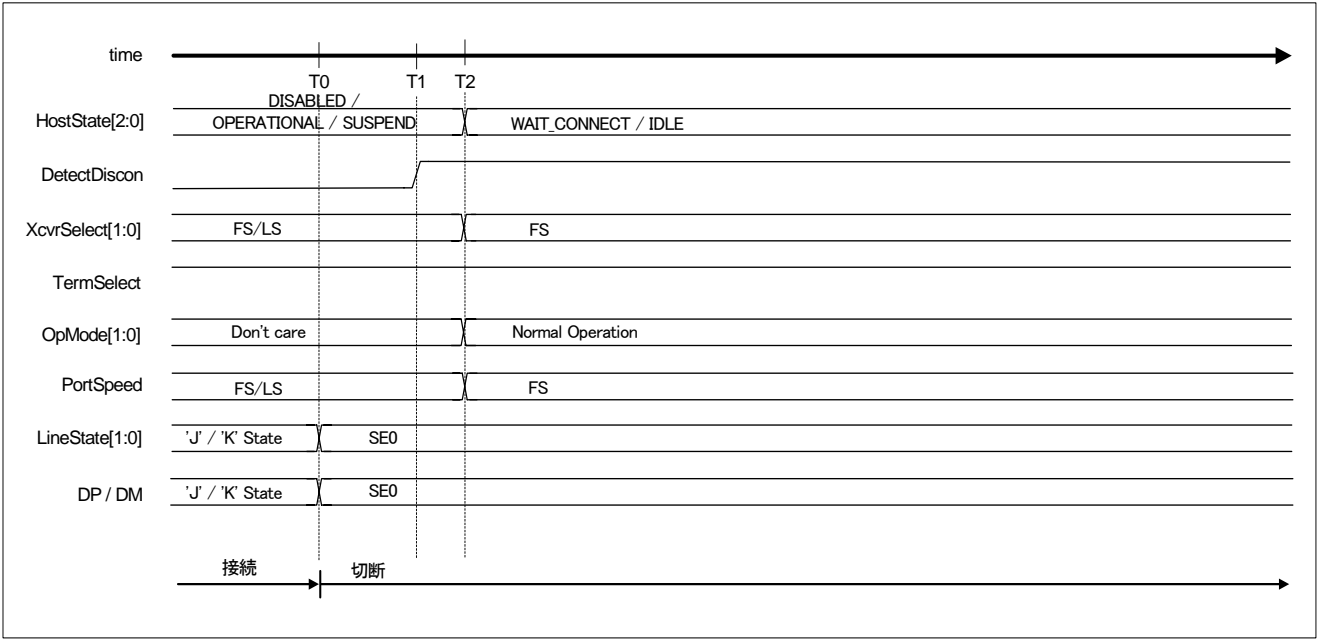 time
T0 T1 T2
DISABLED /
HostState[2:0] OPERATIONAL / SUSPEND WAIT_CONNECT / IDLE
DetectDiscon
XcvrSelect[1:0] FS/LS FS
TermSelect
OpMode[1:0] Don't care Normal Operation
PortSpeed FS/LS FS
LineState[1:0] 'J' / 'K' State SE0
DP / DM 'J' / 'K' State SE0
接続 切断